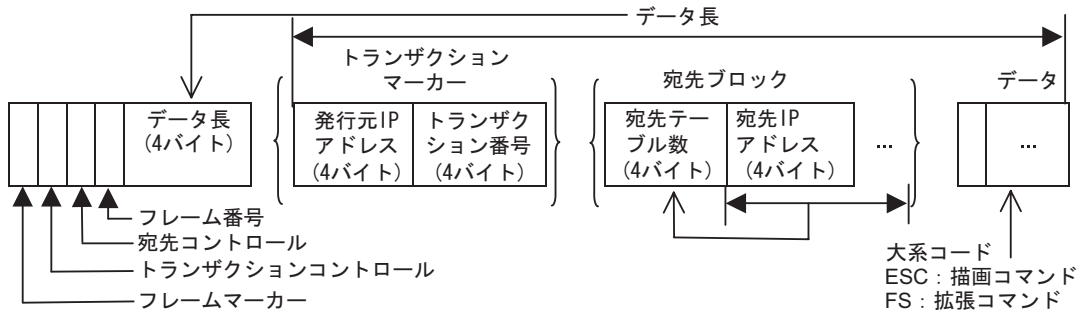 データ長
トランザクション
マーカー
宛先ブロック
データ
データ長
(4バイト)
発行元IP
アドレス
(4バイト)
トランザク
ション番号
(4バイト)
宛先テー
ブル数
(4バイト)
宛先IP
アドレス
(4バイト)
...
...
フレーム番号
宛先コントロール
トランザクションコントロール
フレームマーカー
大系コード
ESC：描画コマンド
FS：拡張コマンド